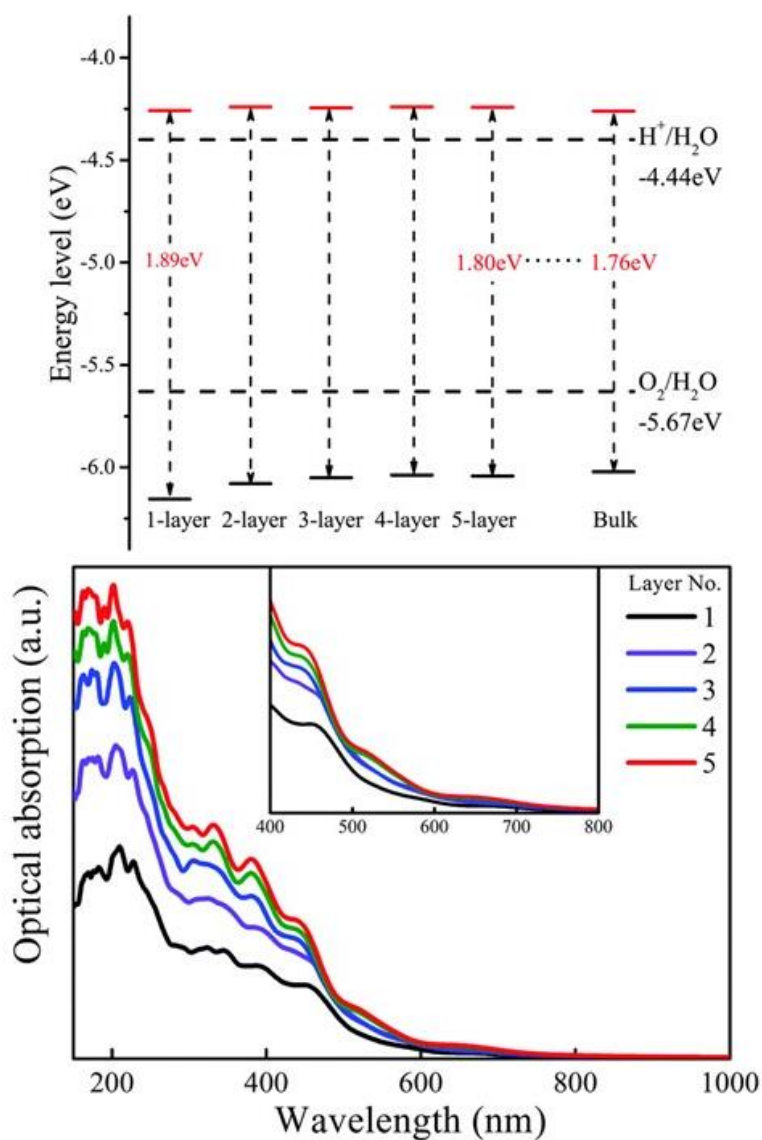 Energy level (eV)
-4.0
-4.5
-5.0
-5.5
-6.0
H⁺/H₂O
-4.44eV
1.89eV
1.80eV ...... 1.76eV
O₂/H₂O
-5.67eV
1-layer 2-layer 3-layer 4-layer 5-layer Bulk
Optical absorption (a.u.)
Layer No.
1
2
3
4
5
400 500 600 700 800
200 400 600 800 1000
Wavelength (nm)